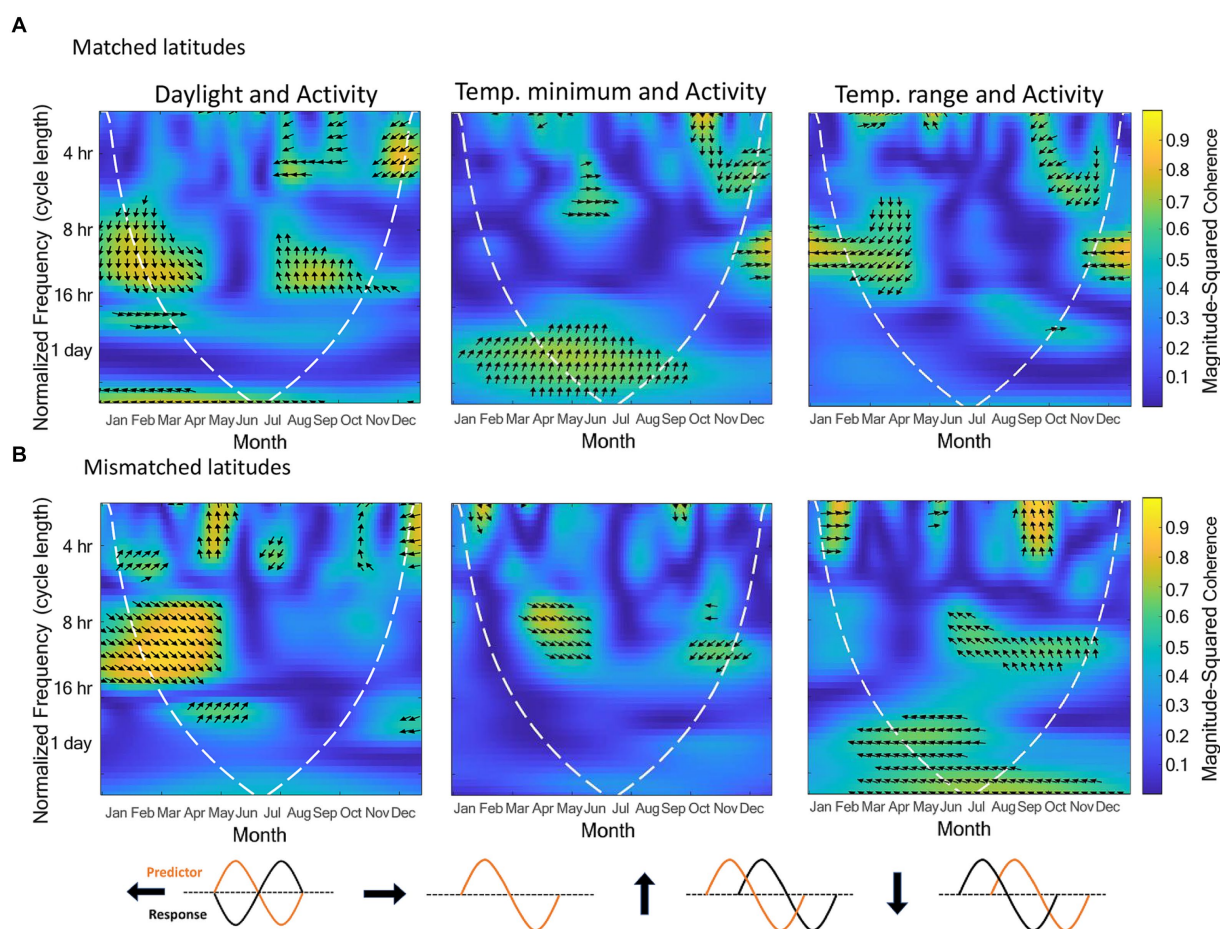 A
Matched latitudes
Daylight and Activity
Temp. minimum and Activity
Temp. range and Activity
Normalized Frequency (cycle length)
4 hr
8 hr
16 hr
1 day
Jan Feb Mar Apr May Jun Jul Aug Sep Oct Nov Dec
Month
Jan Feb Mar Apr May Jun Jul Aug Sep Oct Nov Dec
Month
Jan Feb Mar Apr May Jun Jul Aug Sep Oct Nov Dec
Month
0.9
0.8
0.7
0.6
0.5
0.4
0.3
0.2
0.1
Magnitude-Squared Coherence
B
Mismatched latitudes
Normalized Frequency (cycle length)
4 hr
8 hr
16 hr
1 day
Jan Feb Mar Apr May Jun Jul Aug Sep Oct Nov Dec
Month
Jan Feb Mar Apr May Jun Jul Aug Sep Oct Nov Dec
Month
Jan Feb Mar Apr May Jun Jul Aug Sep Oct Nov Dec
Month
0.9
0.8
0.7
0.6
0.5
0.4
0.3
0.2
0.1
Magnitude-Squared Coherence
Predictor
Response